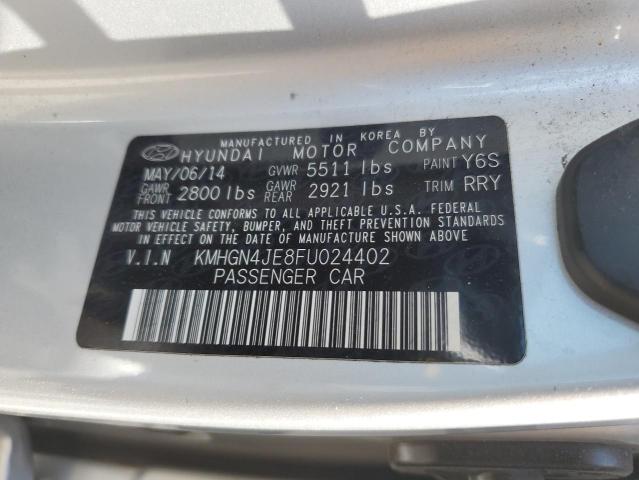 MANUFACTURED IN KOREA BY
HYUNDAI MOTOR COMPANY
MAY/06/14 GVWR 5511 lbs PAINT Y6S
GAWR FRONT 2800 lbs GAWR REAR 2921 lbs TRIM RRY
THIS VEHICLE CONFORMS TO ALL APPLICABLE U.S.A. FEDERAL
MOTOR VEHICLE SAFETY, BUMPER, AND THEFT PREVENTION STANDARDS
IN EFFECT ON THE DATE OF MANUFACTURE SHOWN ABOVE
V.I.N KMHGN4JE8FU024402
PASSENGER CAR